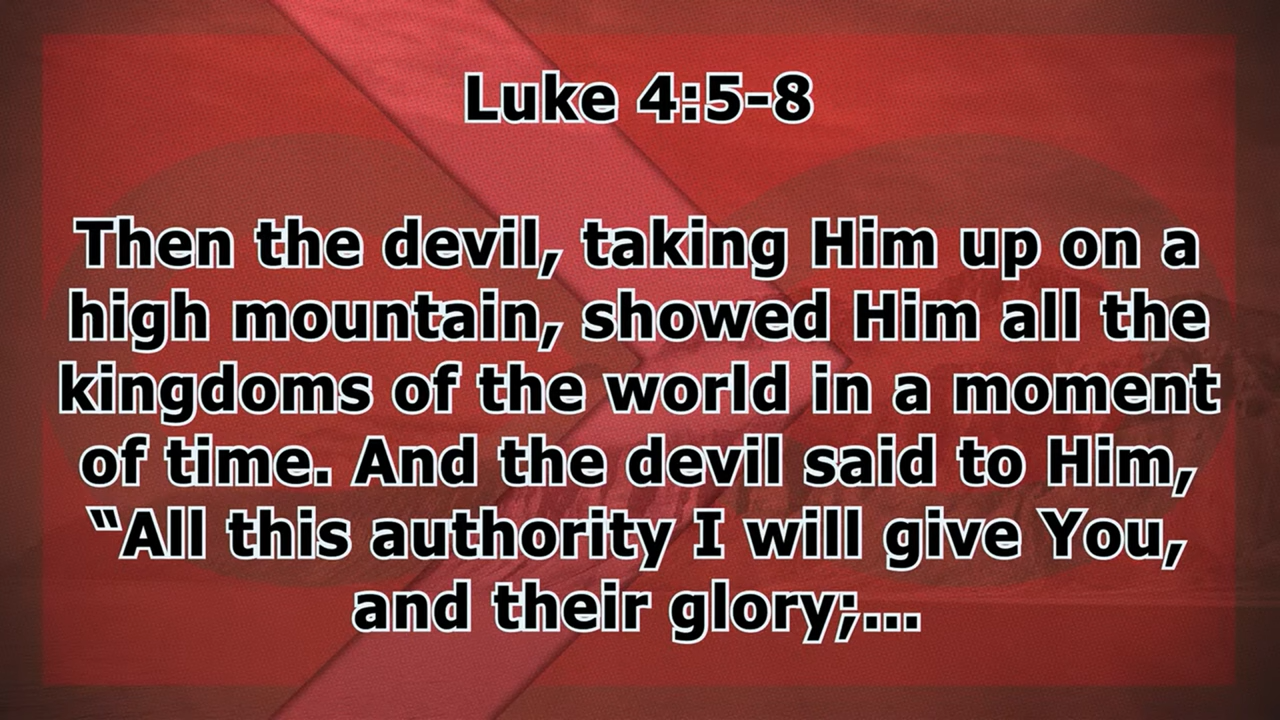 Luke 4:5-8
Then the devil, taking Him up on a
high mountain, showed Him all the
kingdoms of the world in a moment
of time. And the devil said to Him,
“All this authority I will give You,
and their glory;...